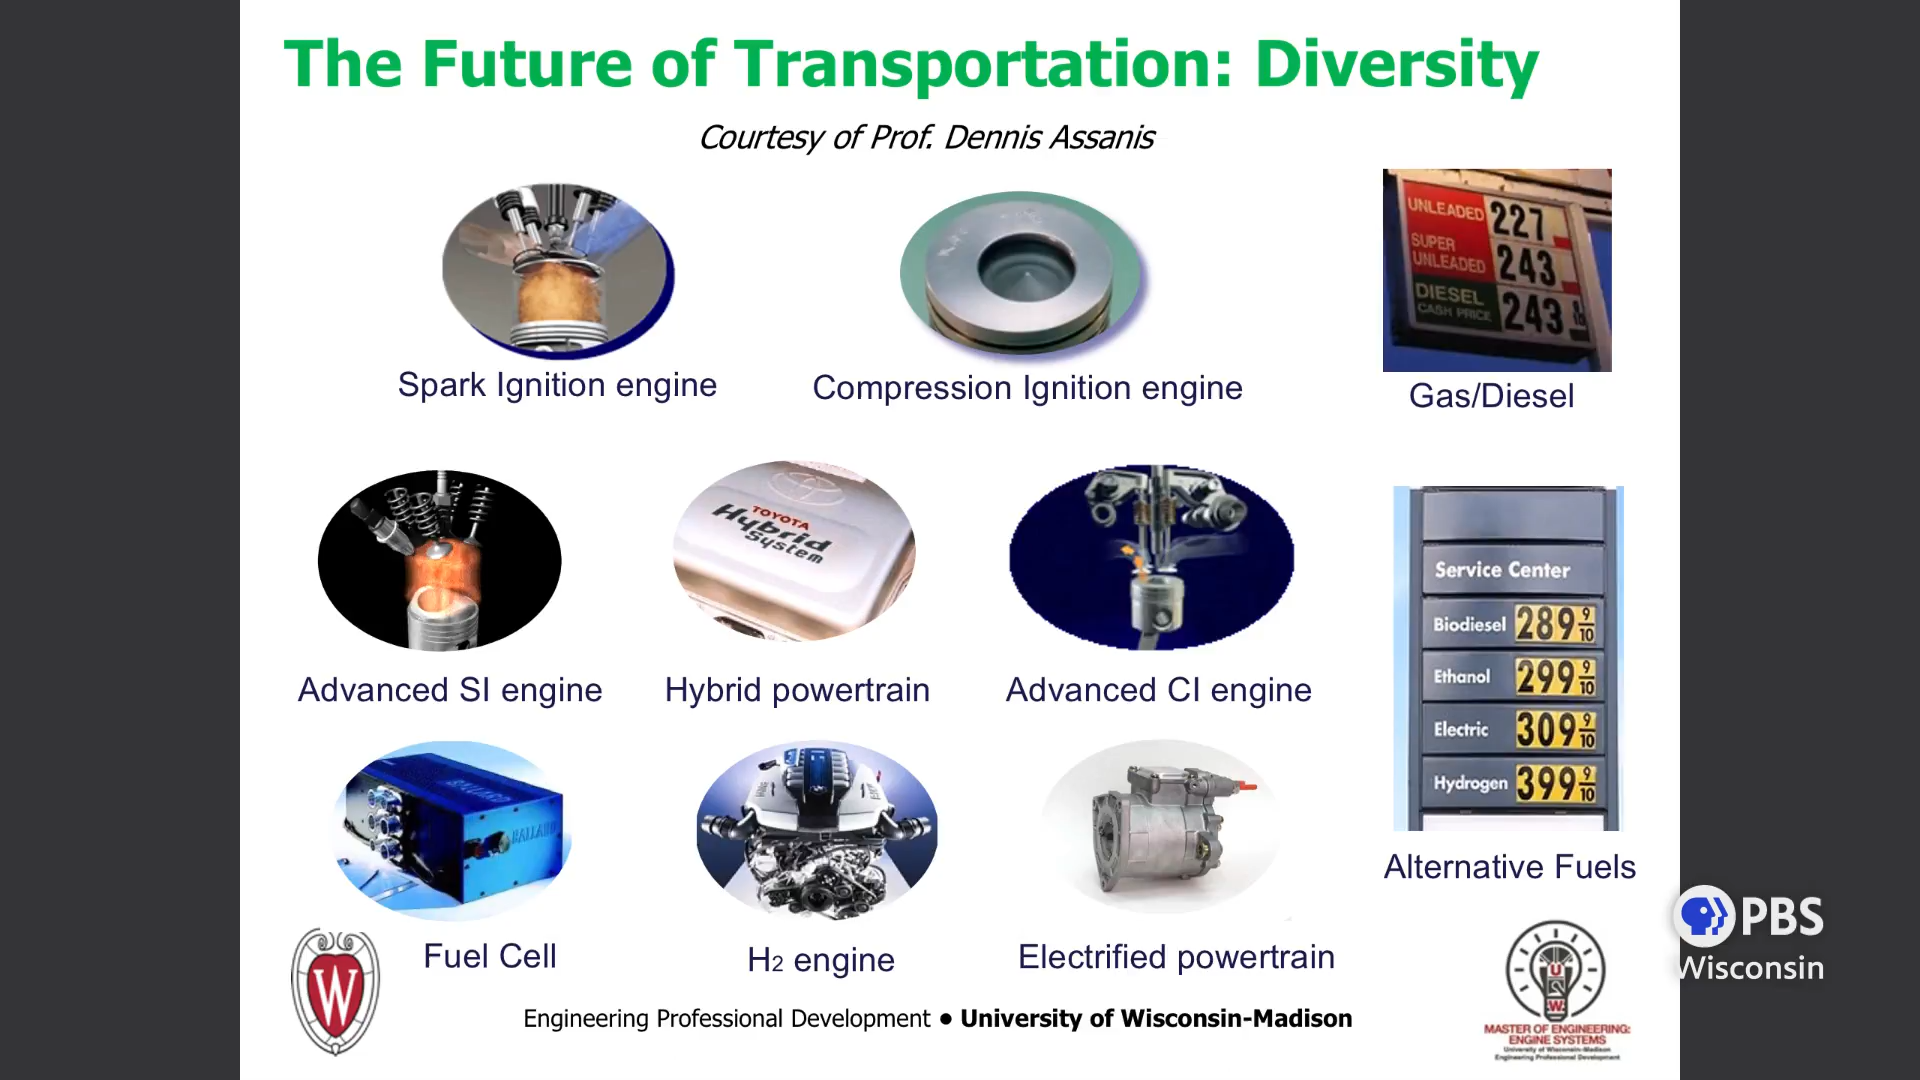 The Future of Transportation: Diversity
Courtesy of Prof. Dennis Assanis
UNLEADED 227
SUPER UNLEADED 243
DIESEL CASH PRICE 243
Spark Ignition engine
Compression Ignition engine
Gas/Diesel
TOYOTA
Hybrid
System
Service Center
Biodiesel 289 9/10
Ethanol 299 9/10
Electric 309 9/10
Hydrogen 399 9/10
Advanced SI engine
Hybrid powertrain
Advanced CI engine
BALLARD
BALLARD
Alternative Fuels
Fuel Cell
H2 engine
Electrified powertrain
W
Engineering Professional Development • University of Wisconsin-Madison
U
W
MASTER OF ENGINEERING:
ENGINE SYSTEMS
University of Wisconsin-Madison
Engineering Professional Development
PBS
Wisconsin